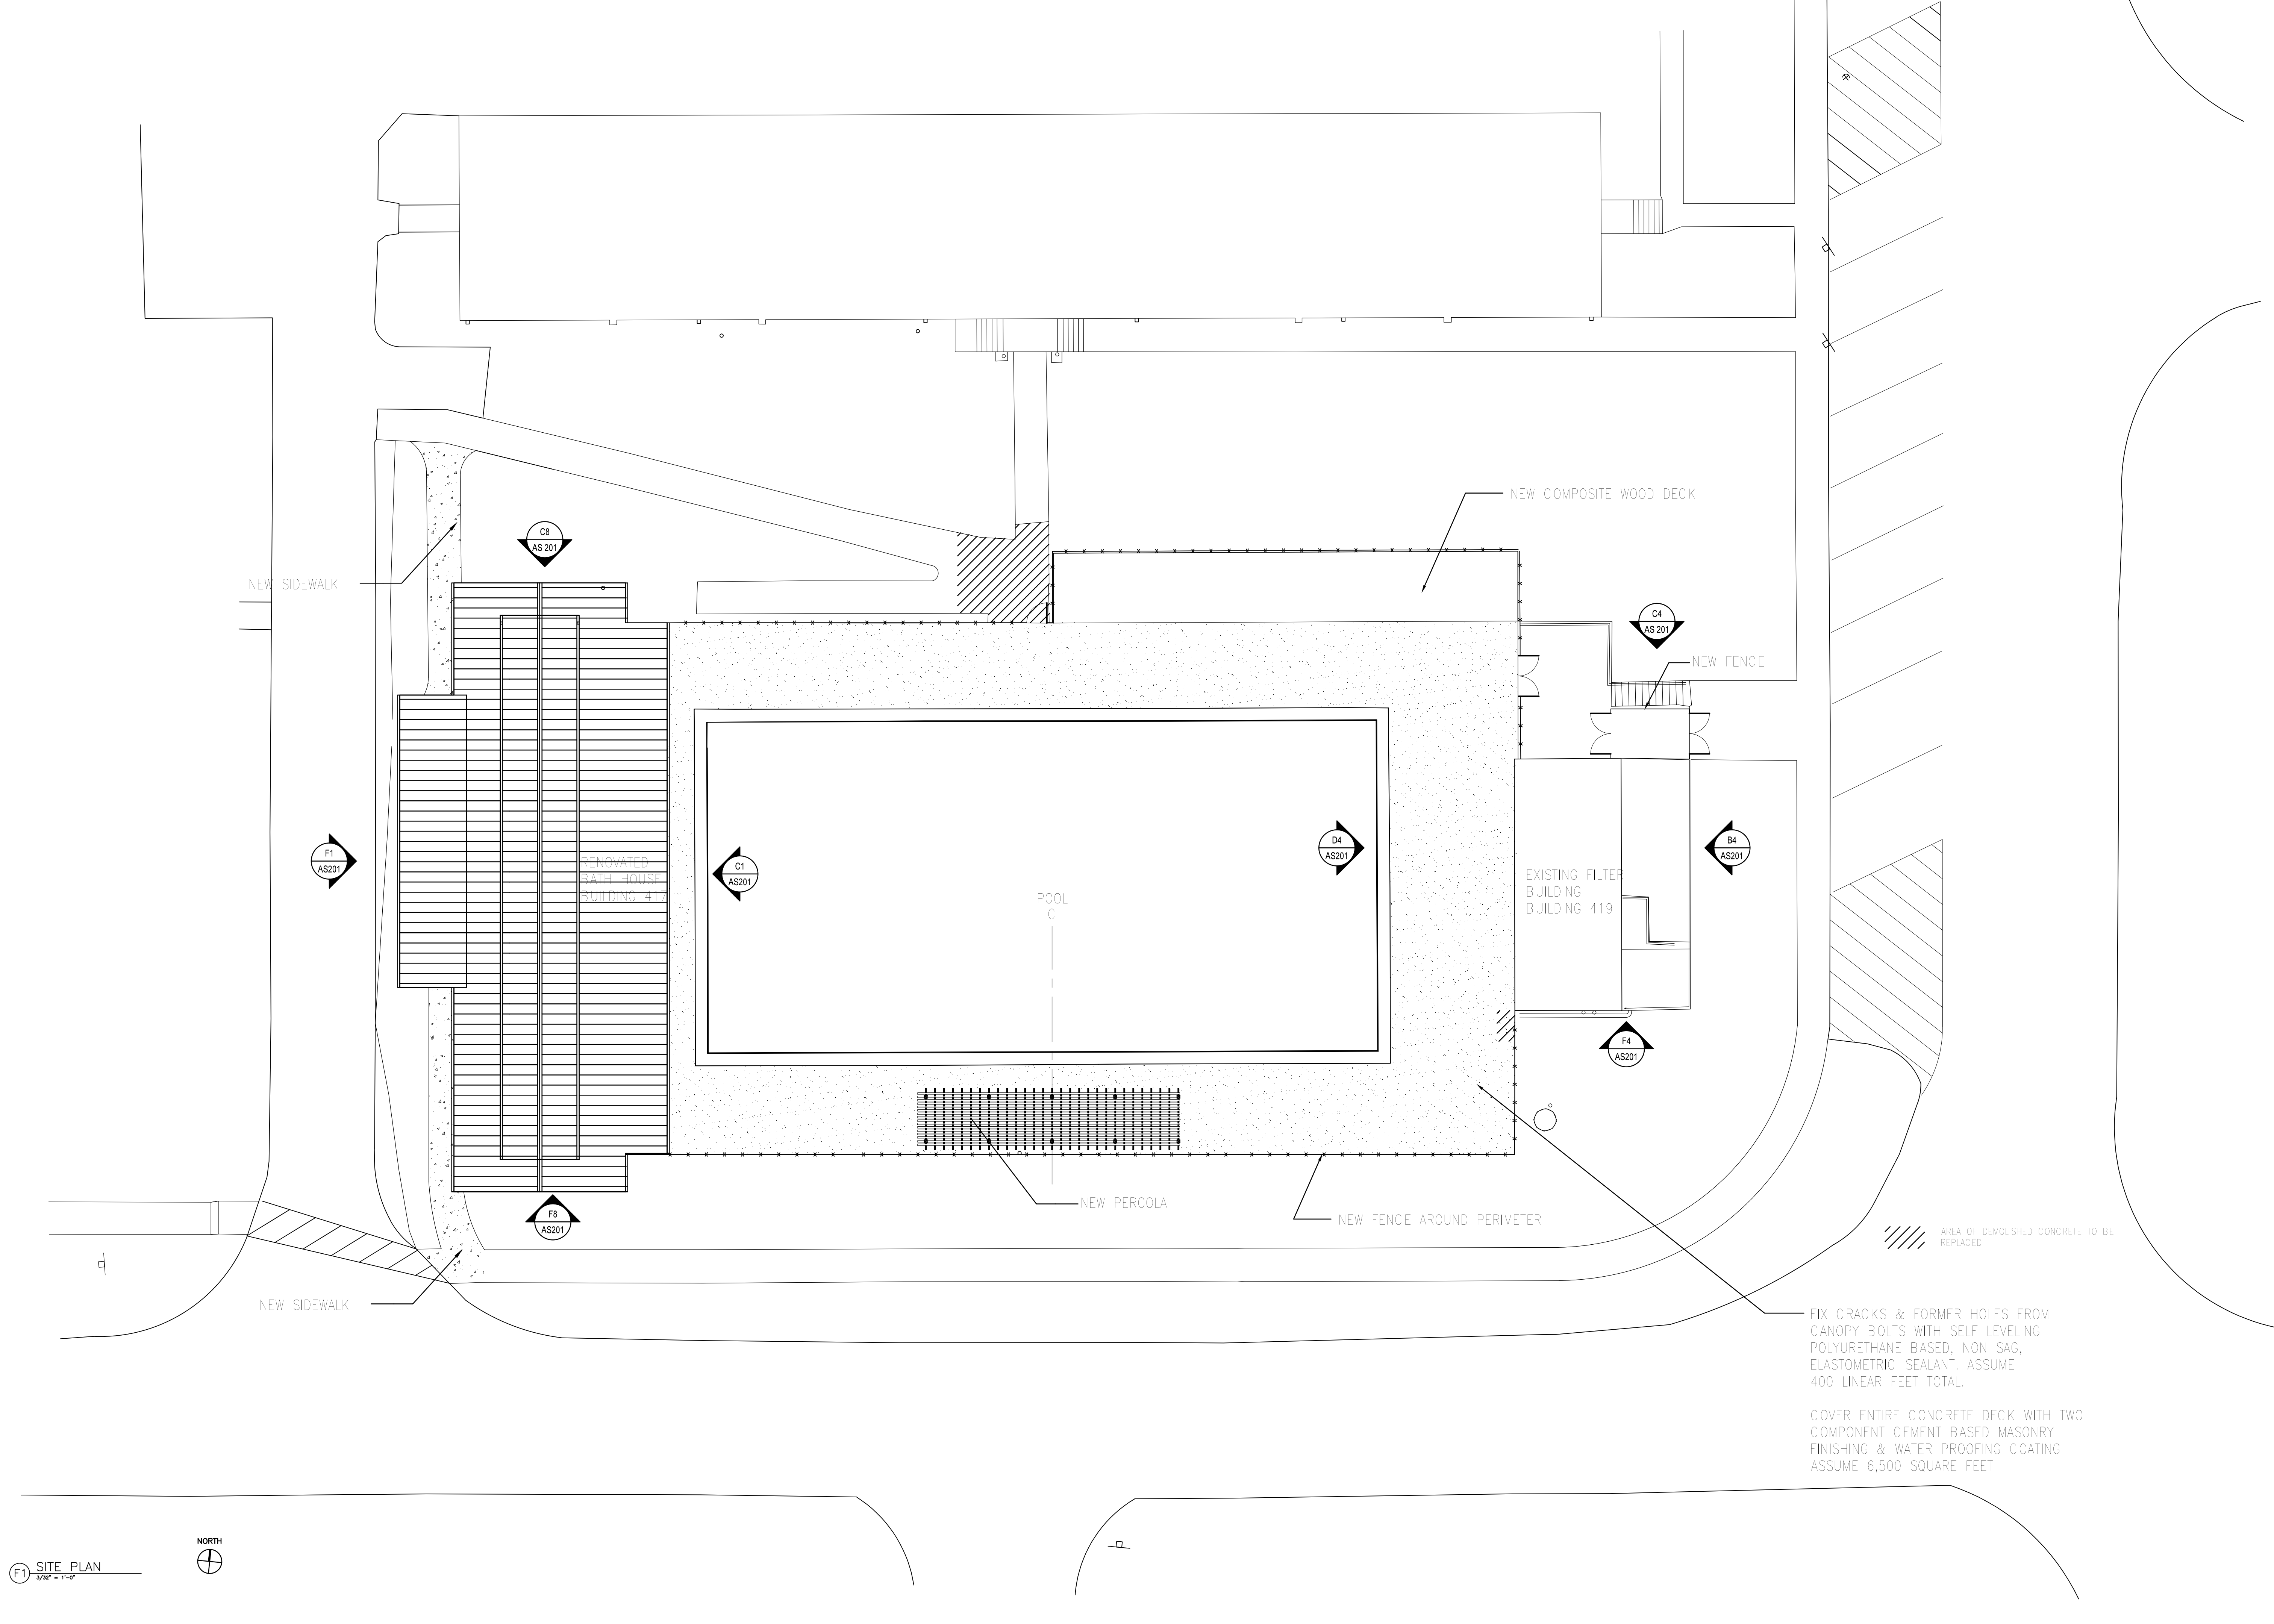 NEW COMPOSITE WOOD DECK
C8
AS 201
NEW SIDEWALK
C4
AS 201
NEW FENCE
F1
AS201
RENOVATED
BATH HOUSE
BUILDING 417
C1
AS201
POOL
D4
AS201
EXISTING FILTER
BUILDING
BUILDING 419
B4
AS201
F4
AS201
F8
AS201
NEW PERGOLA
NEW FENCE AROUND PERIMETER
AREA OF DEMOLISHED CONCRETE TO BE
REPLACED
NEW SIDEWALK
FIX CRACKS & FORMER HOLES FROM
CANOPY BOLTS WITH SELF LEVELING
POLYURETHANE BASED, NON SAG,
ELASTOMETRIC SEALANT. ASSUME
400 LINEAR FEET TOTAL.
COVER ENTIRE CONCRETE DECK WITH TWO
COMPONENT CEMENT BASED MASONRY
FINISHING & WATER PROOFING COATING
ASSUME 6,500 SQUARE FEET
NORTH
F1 SITE PLAN
3/32" = 1'-0"